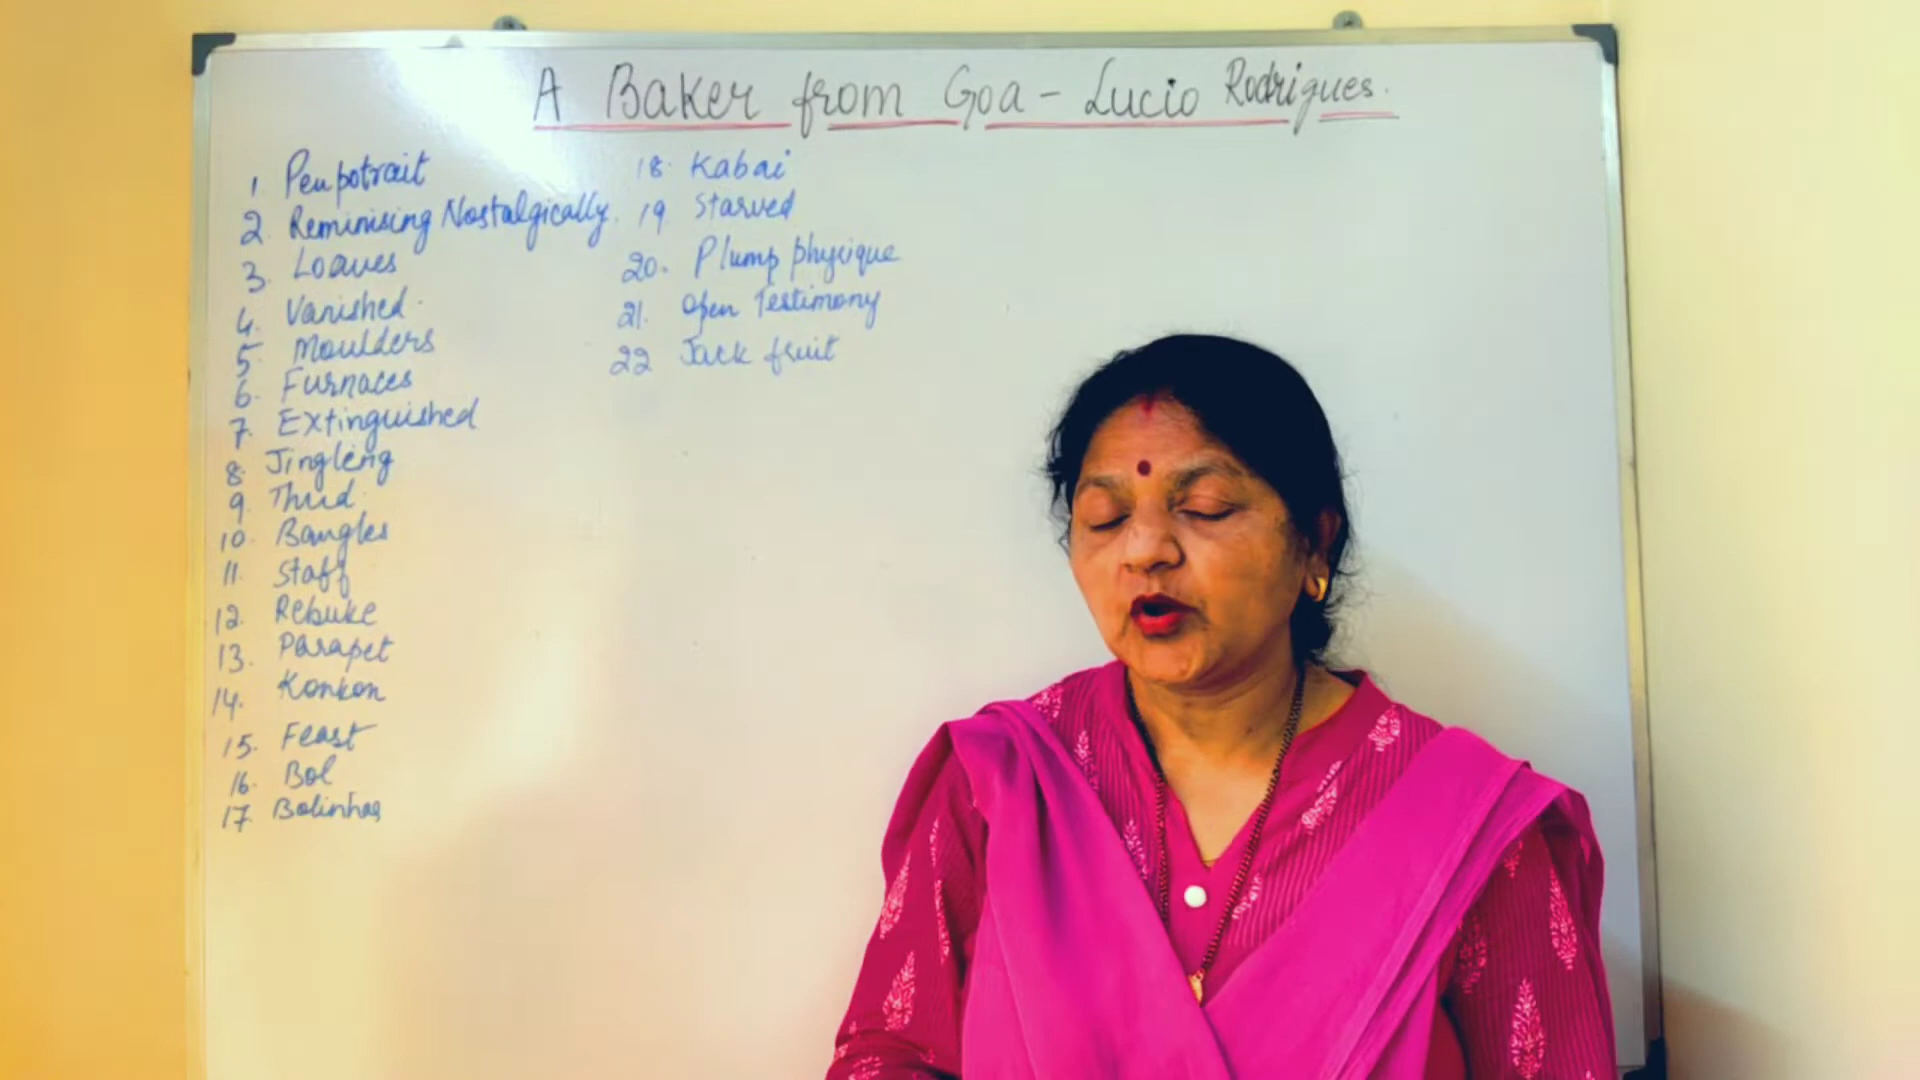 A Baker from Goa - Lucio Rodrigues.
1. Pen potrait
2. Reminising Nostalgically.
3. Loaves
4. Vanished.
5. Moulders
6. Furnaces
7. Extinguished
8. Jingleng
9. Thud.
10. Bangles
11. Staff
12. Rebuke
13. Parapet
14. Konkon
15. Feast
16. Bol
17. Bolinhas
18. Kabai
19 Starved
20. Plump physique
21. Open Testimony
22 Jack fruit